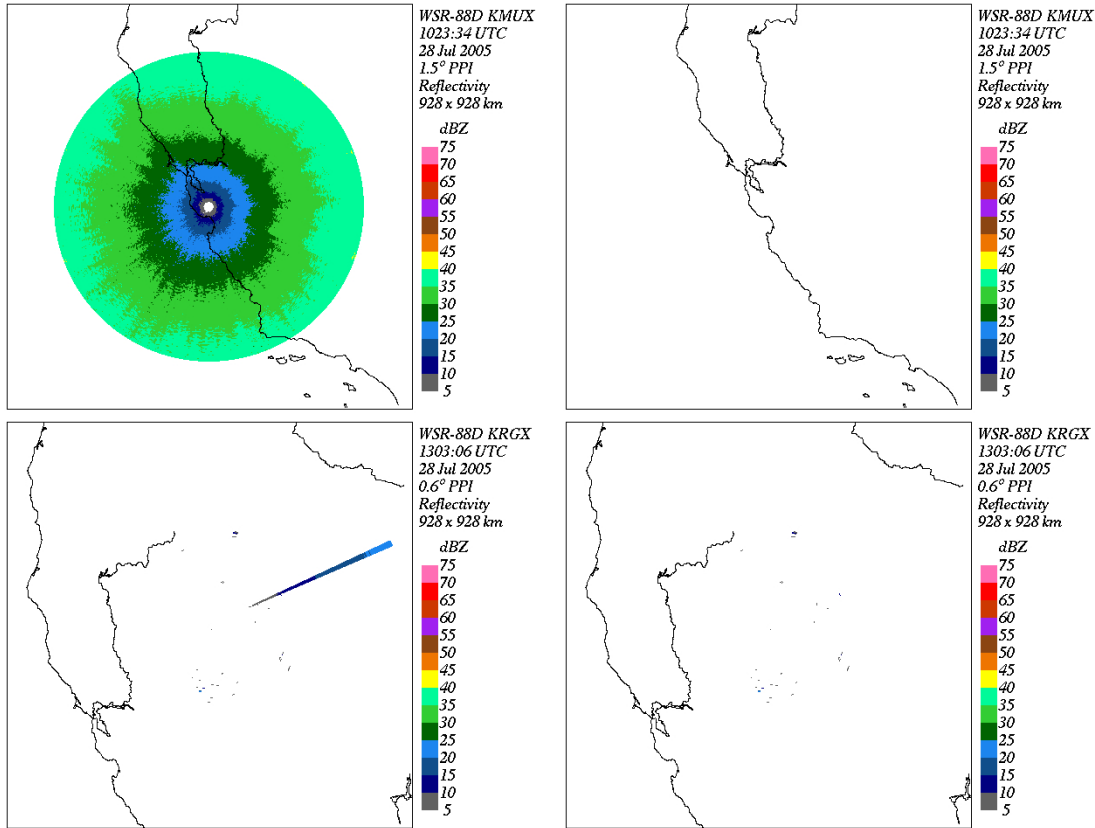 WSR-88D KMUX
1023:34 UTC
28 Jul 2005
1.5° PPI
Reflectivity
928 x 928 km
dBZ
75
70
65
60
55
50
45
40
35
30
25
20
15
10
5
WSR-88D KMUX
1023:34 UTC
28 Jul 2005
1.5° PPI
Reflectivity
928 x 928 km
dBZ
75
70
65
60
55
50
45
40
35
30
25
20
15
10
5
WSR-88D KRGX
1303:06 UTC
28 Jul 2005
0.6° PPI
Reflectivity
928 x 928 km
dBZ
75
70
65
60
55
50
45
40
35
30
25
20
15
10
5
WSR-88D KRGX
1303:06 UTC
28 Jul 2005
0.6° PPI
Reflectivity
928 x 928 km
dBZ
75
70
65
60
55
50
45
40
35
30
25
20
15
10
5